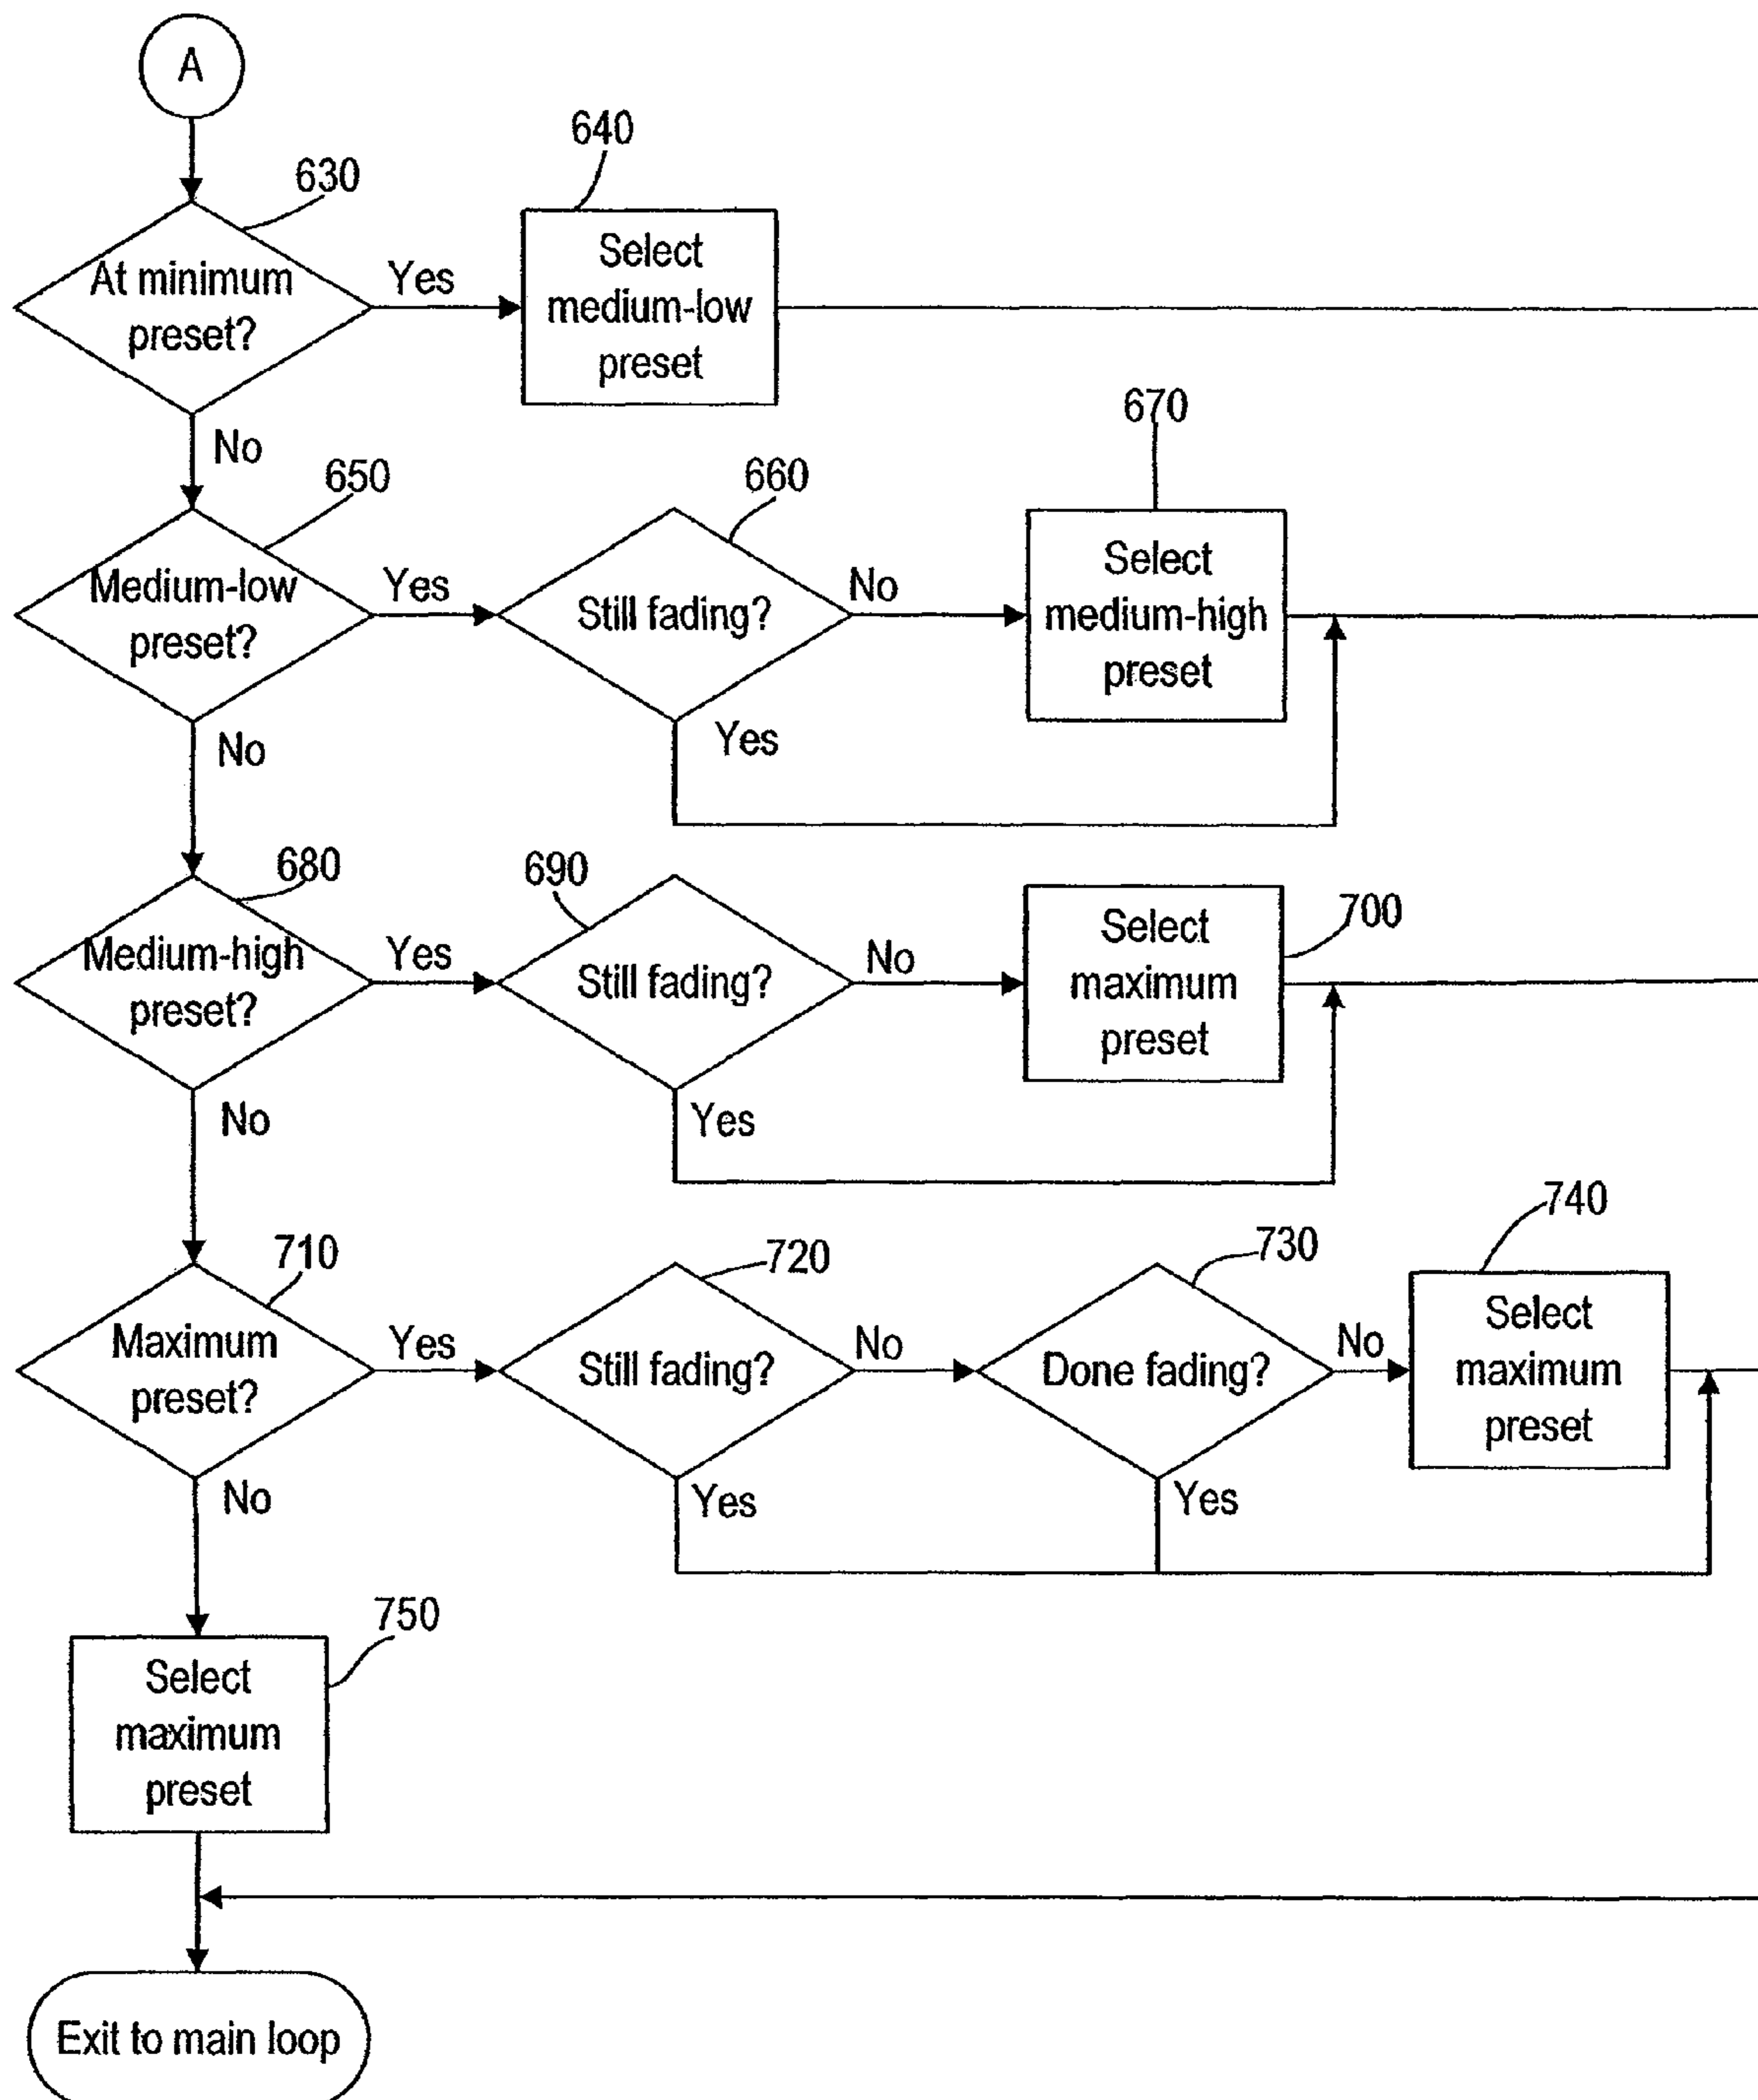 A
630
640
At minimum
preset?
Yes
Select
medium-low
preset
No
650
660
670
Medium-low
preset?
Yes
Still fading?
No
Select
medium-high
preset
Yes
No
680
690
700
Medium-high
preset?
Yes
Still fading?
No
Select
maximum
preset
Yes
No
710
720
730
740
Maximum
preset?
Yes
Still fading?
No
Done fading?
No
Select
maximum
preset
Yes
Yes
No
750
Select
maximum
preset
Exit to main loop